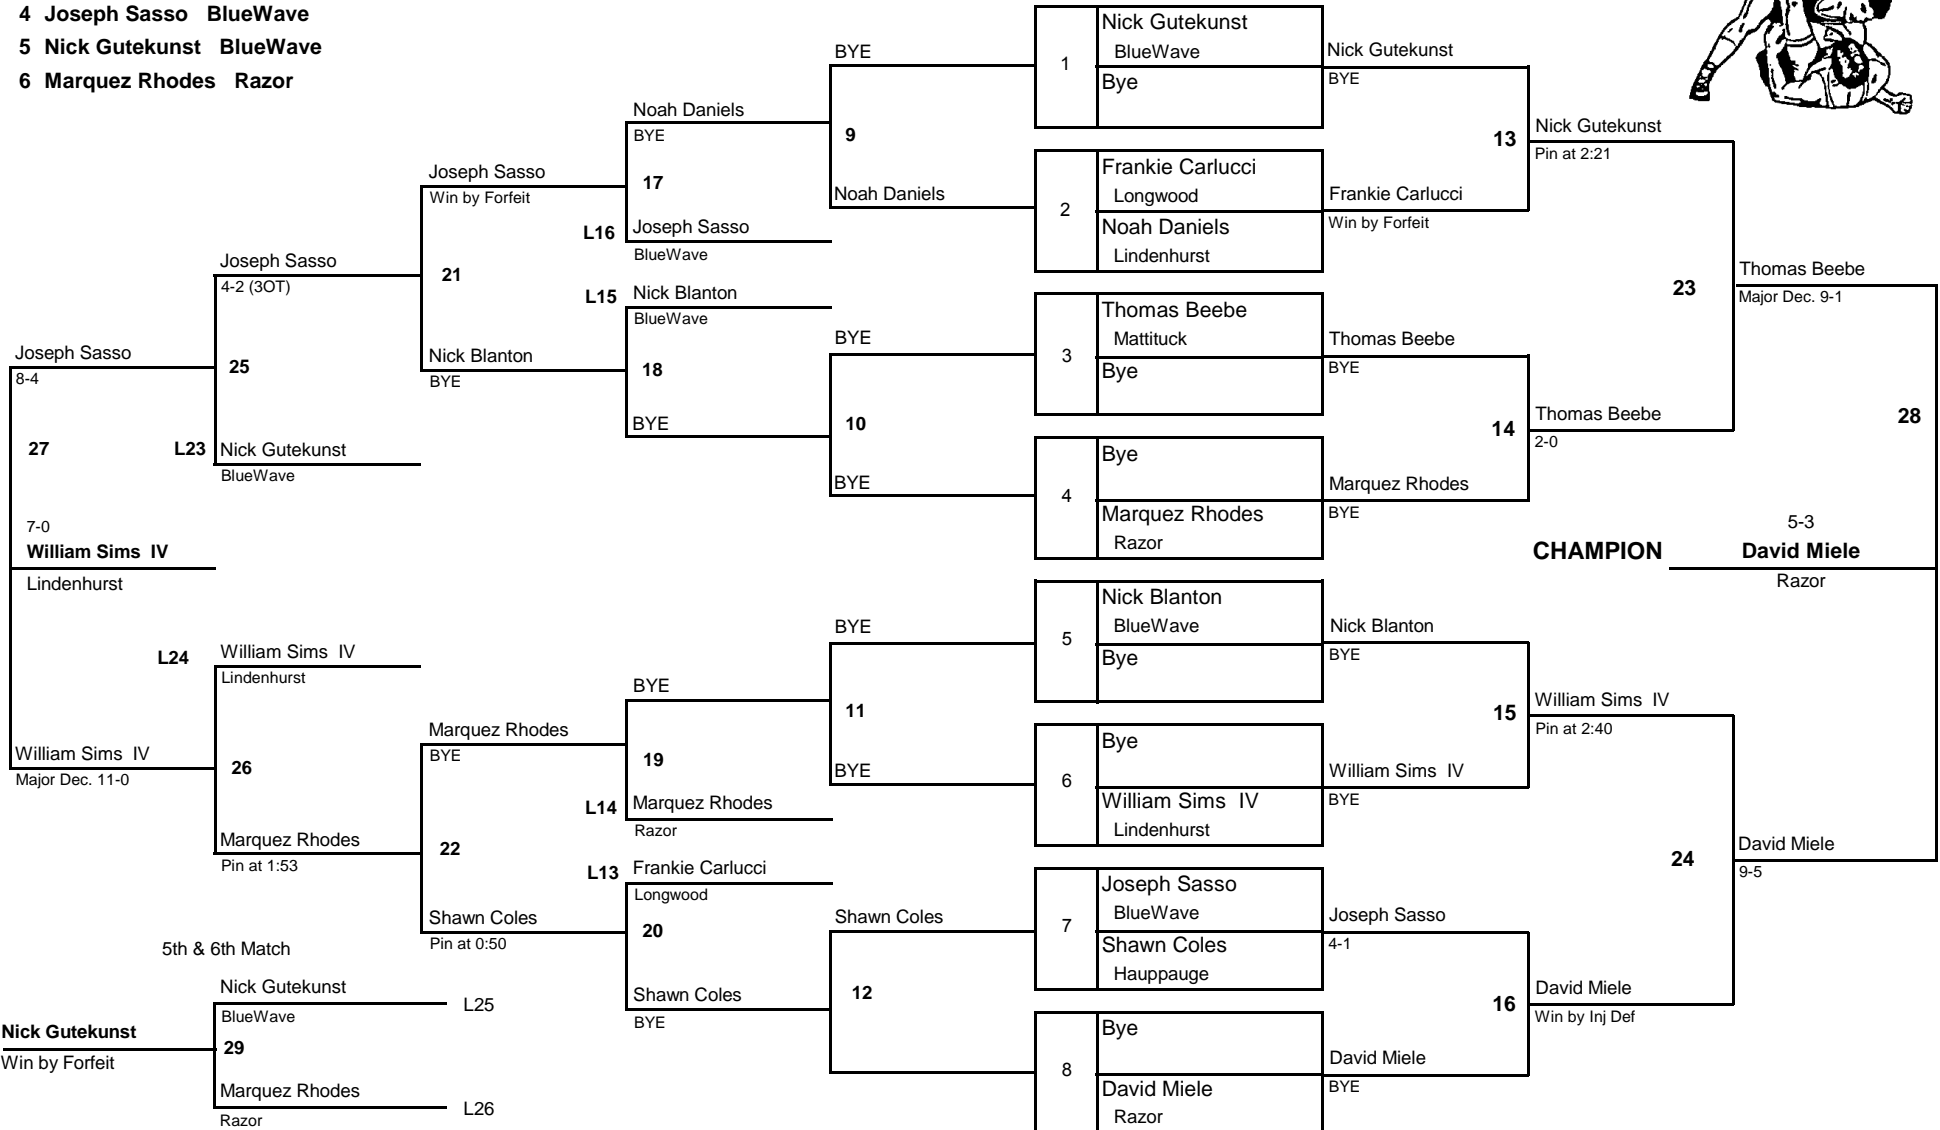 4 Joseph Sasso BlueWave
5 Nick Gutekunst BlueWave
6 Marquez Rhodes Razor
Joseph Sasso
8-4
27
7-0
William Sims IV
Lindenhurst
William Sims IV
Major Dec. 11-0
Joseph Sasso
4-2 (3OT)
25
L23 Nick Gutekunst
BlueWave
L24 William Sims IV
Lindenhurst
26
Marquez Rhodes
Pin at 1:53
5th & 6th Match
Nick Gutekunst L25
BlueWave
Nick Gutekunst
Win by Forfeit
29
Marquez Rhodes L26
Razor
Joseph Sasso
Win by Forfeit
21
Nick Blanton
BYE
Marquez Rhodes
BYE
22
Shawn Coles
Pin at 0:50
Noah Daniels
BYE
17
L16 Joseph Sasso
BlueWave
L15 Nick Blanton
BlueWave
18
BYE
BYE
19
L14 Marquez Rhodes
Razor
L13 Frankie Carlucci
Longwood
20
Shawn Coles
BYE
BYE
9
Noah Daniels
BYE
10
BYE
BYE
11
BYE
Shawn Coles
12
1
Nick Gutekunst
BlueWave
Bye
2
Frankie Carlucci
Longwood
Noah Daniels
Lindenhurst
3
Thomas Beebe
Mattituck
Bye
4
Bye
Marquez Rhodes
Razor
5
Nick Blanton
BlueWave
Bye
6
Bye
William Sims IV
Lindenhurst
7
Joseph Sasso
BlueWave
Shawn Coles
Hauppauge
8
Bye
David Miele
Razor
Nick Gutekunst
BYE
13
Frankie Carlucci
Win by Forfeit
Thomas Beebe
BYE
14
Marquez Rhodes
BYE
Nick Blanton
BYE
15
William Sims IV
BYE
Joseph Sasso
4-1
16
David Miele
BYE
Nick Gutekunst
Pin at 2:21
23
Thomas Beebe
2-0
William Sims IV
Pin at 2:40
24
David Miele
Win by Inj Def
Thomas Beebe
Major Dec. 9-1
28
5-3
CHAMPION David Miele
Razor
David Miele
9-5